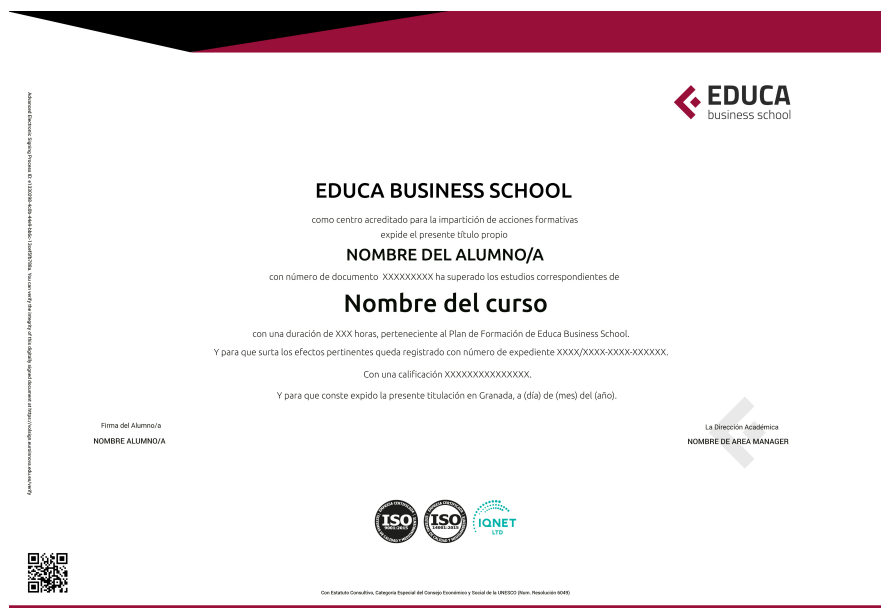 EDUCA
business school
EDUCA BUSINESS SCHOOL
como centro acreditado para la impartición de acciones formativas
expide el presente título propio
NOMBRE DEL ALUMNO/A
con número de documento XXXXXXXXX ha superado los estudios correspondientes de
Nombre del curso
con una duración de XXX horas, perteneciente al Plan de Formación de Educa Business School.
Y para que surta los efectos pertinentes queda registrado con número de expediente XXXX/XXXX-XXXX-XXXXXX.
Con una calificación XXXXXXXXXXXXXXX.
Y para que conste expido la presente titulación en Granada, a (día) de (mes) del (año).
Firma del Alumno/a
NOMBRE ALUMNO/A
La Dirección Académica
NOMBRE DE AREA MANAGER
ISO
9001:2015
ISO
14001:2015
IQNET
LTD
Con Estatuto Consultivo, Categoría Especial del Consejo Económico y Social de la UNESCO (Num. Resolución 6049)